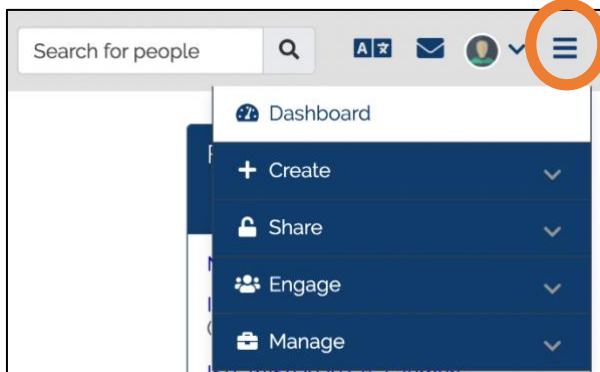 Search for people
Dashboard
Create
Share
Engage
Manage